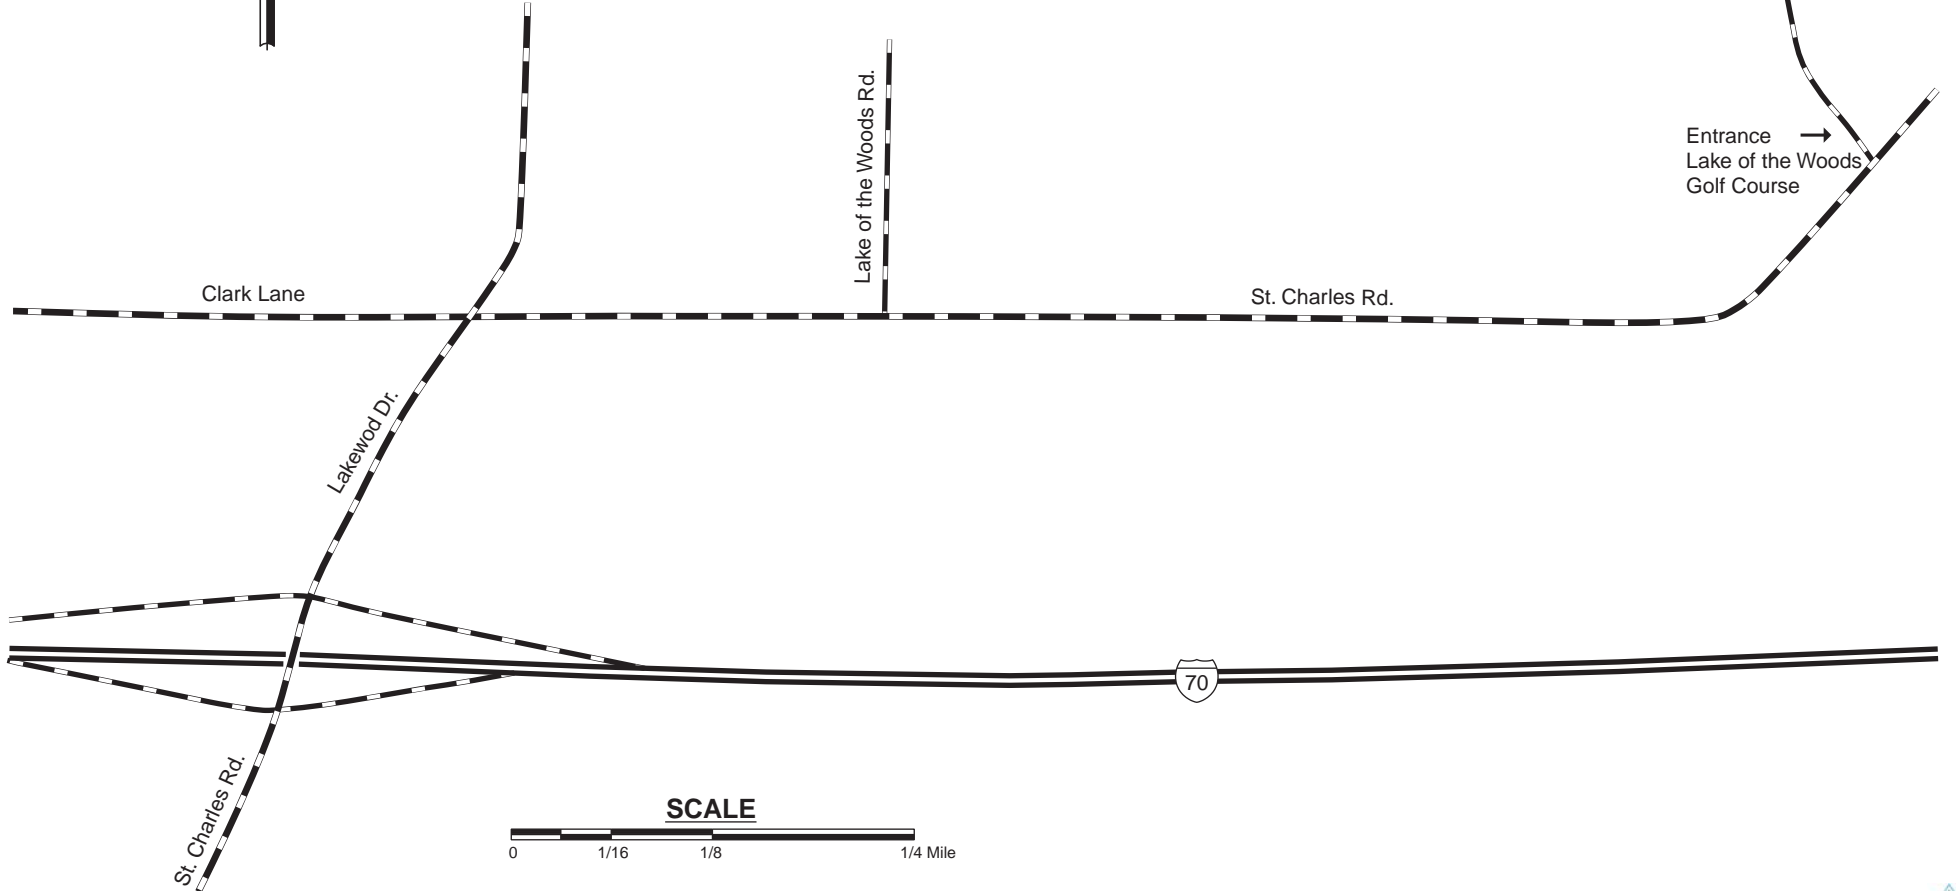 Lake of the Woods Rd.
Entrance
Lake of the Woods
Golf Course
Clark Lane
St. Charles Rd.
Lakewod Dr.
70
St. Charles Rd.
SCALE
0 1/16 1/8 1/4 Mile